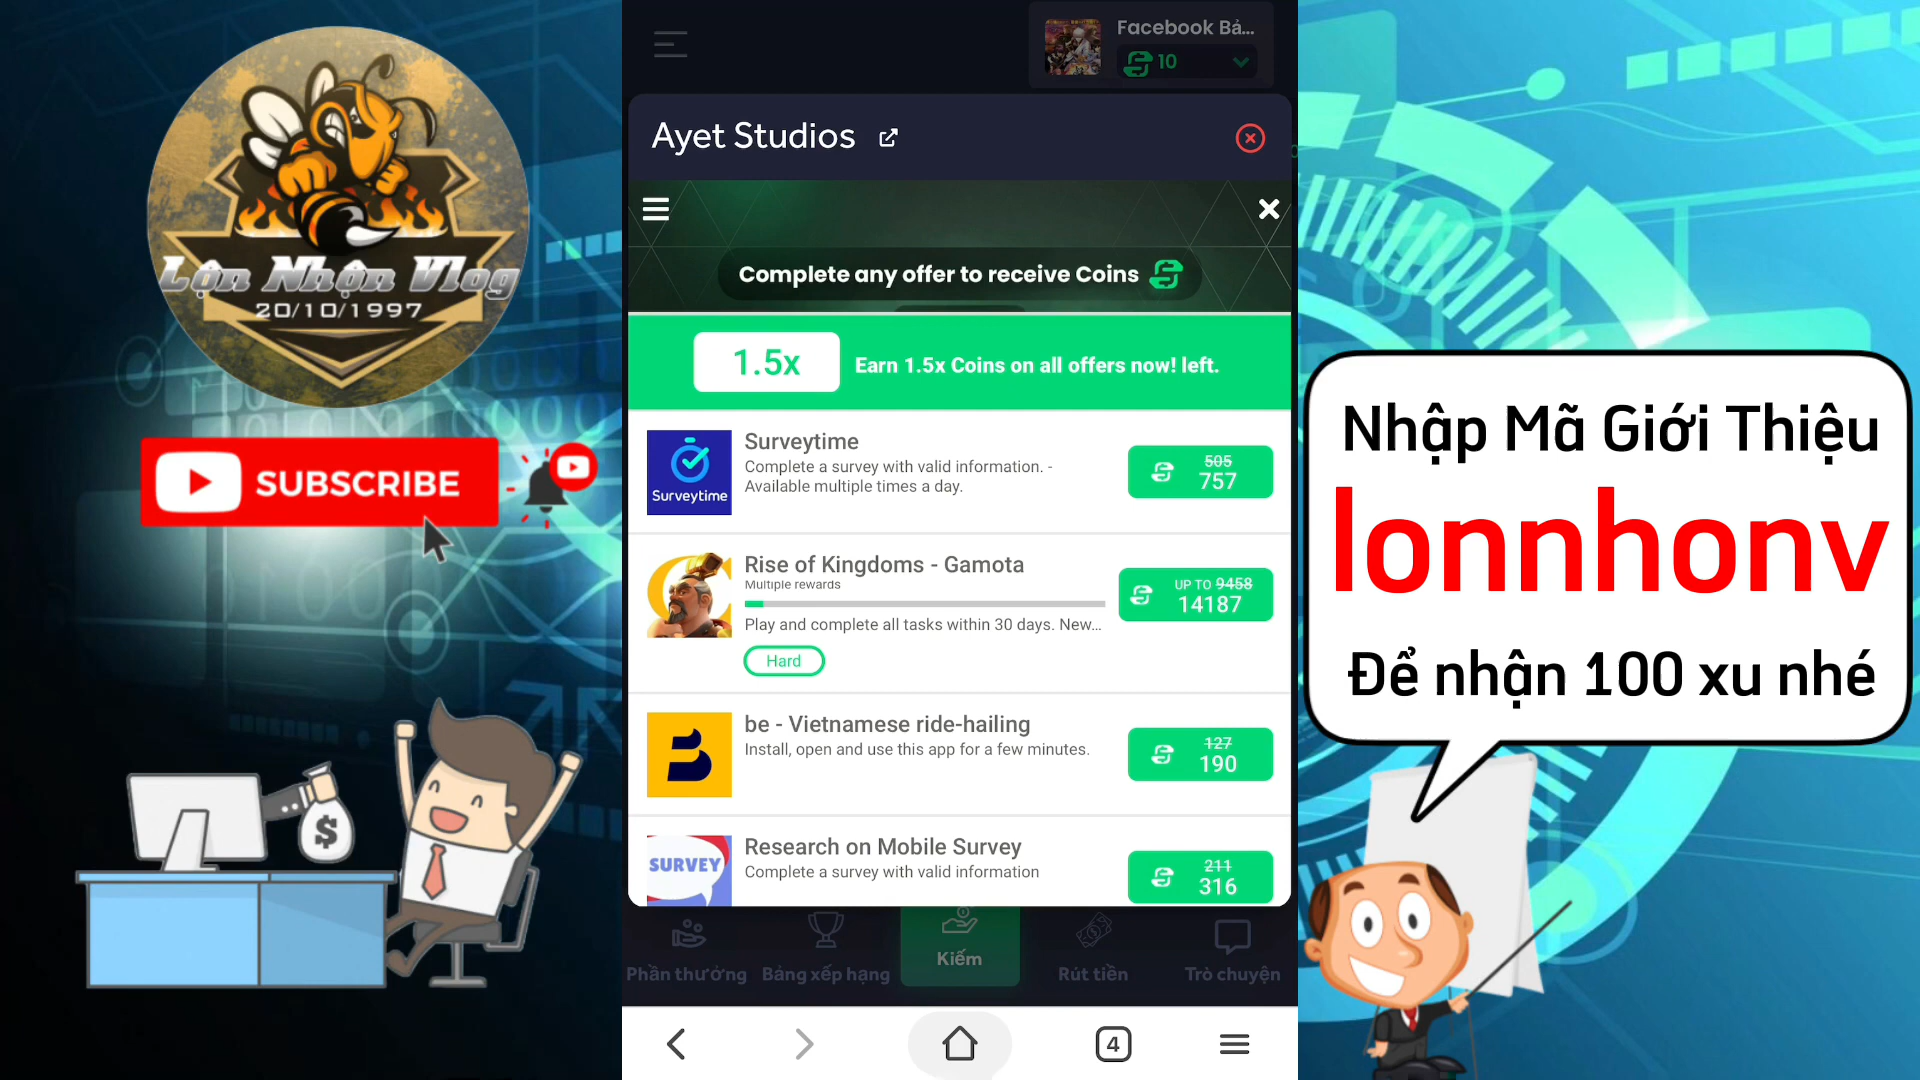 Lộn Nhộn Vlog
20/10/1997
SUBSCRIBE
$
Facebook Bả...
10
Ayet Studios
Complete any offer to receive Coins
1.5x
Earn 1.5x Coins on all offers now! left.
Surveytime
Surveytime
Complete a survey with valid information. -
Available multiple times a day.
505
757
Rise of Kingdoms - Gamota
Multiple rewards
Play and complete all tasks within 30 days. New...
Hard
UP TO 9458
14187
be - Vietnamese ride-hailing
Install, open and use this app for a few minutes.
127
190
SURVEY
Research on Mobile Survey
Complete a survey with valid information
211
316
Phần thưởng
Bảng xếp hạng
Kiếm
Rút tiền
Trò chuyện
4
Nhập Mã Giới Thiệu
lonnhonv
Để nhận 100 xu nhé